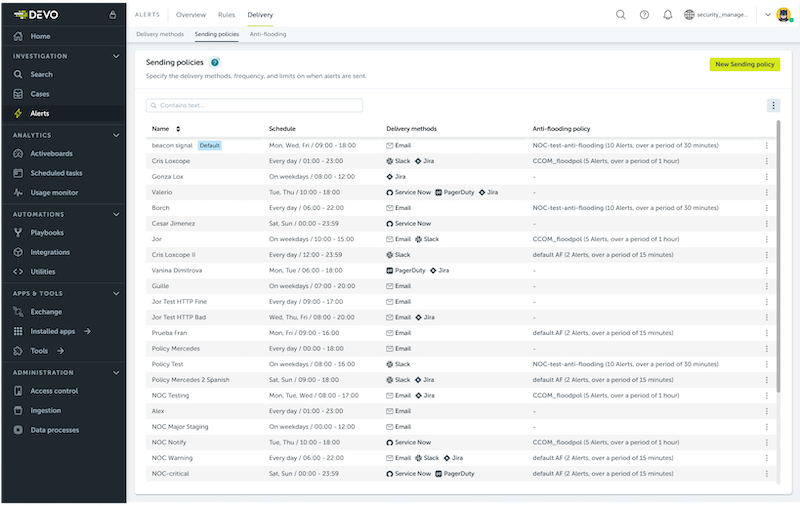 DEVO
Home
INVESTIGATION
Search
Cases
Alerts
ANALYTICS
Activeboards
Scheduled tasks
Usage monitor
AUTOMATIONS
Playbooks
Integrations
Utilities
APPS & TOOLS
Exchange
Installed apps
Tools
ADMINISTRATION
Access control
Ingestion
Data processes
ALERTS Overview Rules Delivery security_manage...
Delivery methods Sending policies Anti-flooding
Sending policies ?
Specify the delivery methods, frequency, and limits on when alerts are sent.
New Sending policy
Contains text...
Name Schedule Delivery methods Anti-flooding policy
beacon signal Default Mon, Wed, Fri / 09:00 - 18:00 Email NOC-test-anti-flooding (10 Alerts, over a period of 30 minutes)
Cris Loxcope Every day / 01:00 - 23:00 Slack Jira CCOM_floodpol (5 Alerts, over a period of 1 hour)
Gonza Lox On weekdays / 08:00 - 12:00 Jira -
Valerio Tue, Thu / 10:00 - 18:00 Service Now PagerDuty Jira -
Borch Every day / 06:00 - 22:00 Email NOC-test-anti-flooding (10 Alerts, over a period of 30 minutes)
Cesar Jimenez Sat, Sun / 00:00 - 23:59 Service Now -
Jor On weekdays / 10:00 - 15:00 Email Slack CCOM_floodpol (5 Alerts, over a period of 1 hour)
Cris Loxcope II Every day / 12:00 - 23:59 Slack default AF (2 Alerts, over a period of 15 minutes)
Vanina Dimitrova Mon, Tue / 06:00 - 18:00 PagerDuty Jira -
Guille On weekdays / 07:00 - 20:00 Email -
Jor Test HTTP Fine Every day / 09:00 - 17:00 Email -
Jor Test HTTP Bad Wed, Thu, Fri / 08:00 - 20:00 Email Jira -
Prueba Fran Mon, Fri / 09:00 - 16:00 Email default AF (2 Alerts, over a period of 15 minutes)
Policy Mercedes Every day / 00:00 - 18:00 Email -
Policy Test On weekdays / 08:00 - 16:00 Slack NOC-test-anti-flooding (10 Alerts, over a period of 30 minutes)
Policy Mercedes 2 Spanish Sat, Sun / 09:00 - 18:00 Slack Jira default AF (2 Alerts, over a period of 15 minutes)
NOC Testing Mon, Tue, Wed / 08:00 - 17:00 Email Jira CCOM_floodpol (5 Alerts, over a period of 1 hour)
Alex Every day / 01:00 - 23:00 Email -
NOC Major Staging On weekdays / 00:00 - 12:00 Email -
NOC Notify Tue, Thu / 10:00 - 18:00 Service Now CCOM_floodpol (5 Alerts, over a period of 1 hour)
NOC Warning Every day / 06:00 - 22:00 Email Slack Jira default AF (2 Alerts, over a period of 15 minutes)
NOC-critical Sat, Sun / 00:00 - 23:59 Service Now PagerDuty default AF (2 Alerts, over a period of 15 minutes)